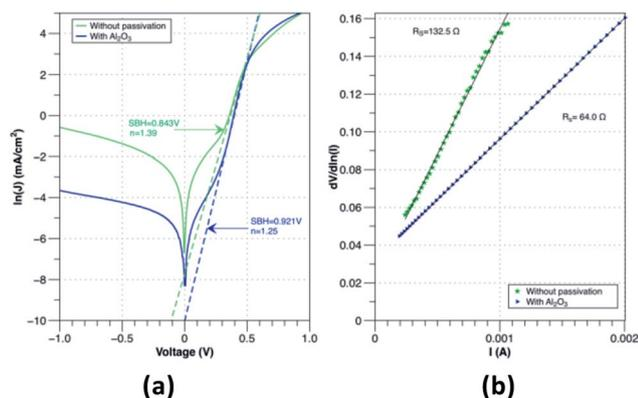 Without passivation
With Al₂O₃
ln(J) (mA/cm²)
4
2
0
−2
−4
−6
−8
−10
SBH=0.843V
n=1.39
SBH=0.921V
n=1.25
−1.0
−0.5
0
0.5
1.0
Voltage (V)
(a)
dV/dln(I)
0.16
0.14
0.12
0.10
0.08
0.06
0.04
0.02
0
R_S=132.5 Ω
R_s=64.0 Ω
Without passivation
With Al₂O₃
0
0.001
0.002
I (A)
(b)